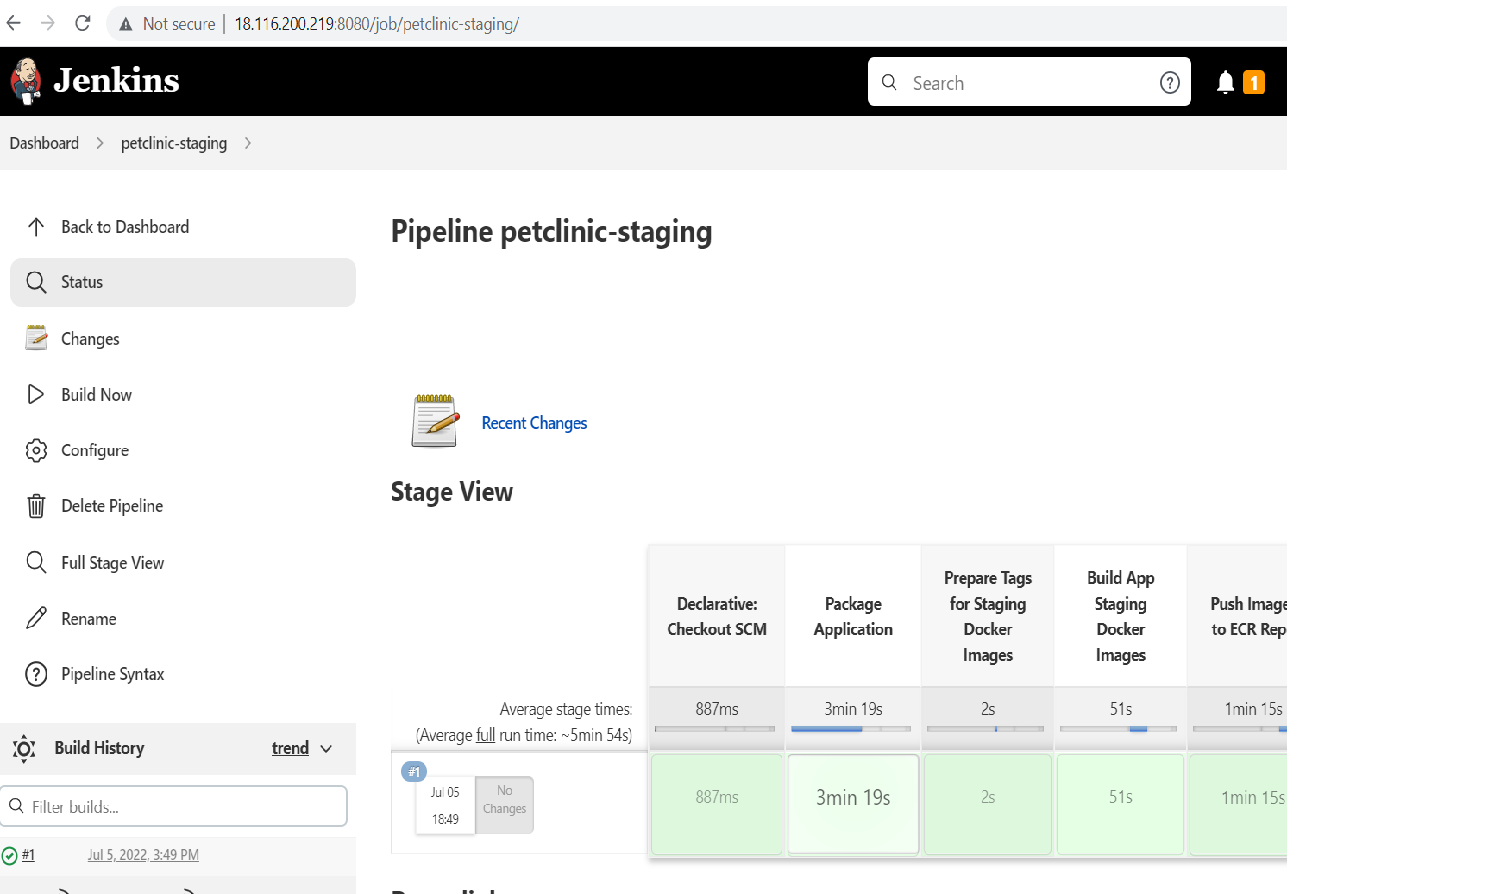 Not secure | 18.116.200.219:8080/job/petclinic-staging/
Jenkins
Search
1
Dashboard
petclinic-staging
Back to Dashboard
Status
Changes
Build Now
Configure
Delete Pipeline
Full Stage View
Rename
Pipeline Syntax
Build History
trend
Filter builds...
#1
Jul 5, 2022, 3:49 PM
Pipeline petclinic-staging
Recent Changes
Stage View
Declarative:
Checkout SCM
Package
Application
Prepare Tags
for Staging
Docker
Images
Build App
Staging
Docker
Images
Push Image
to ECR Rep
Average stage times:
(Average full run time: ~5min 54s)
887ms
3min 19s
2s
51s
1min 15s
#1
Jul 05
18:49
No
Changes
887ms
3min 19s
2s
51s
1min 15s